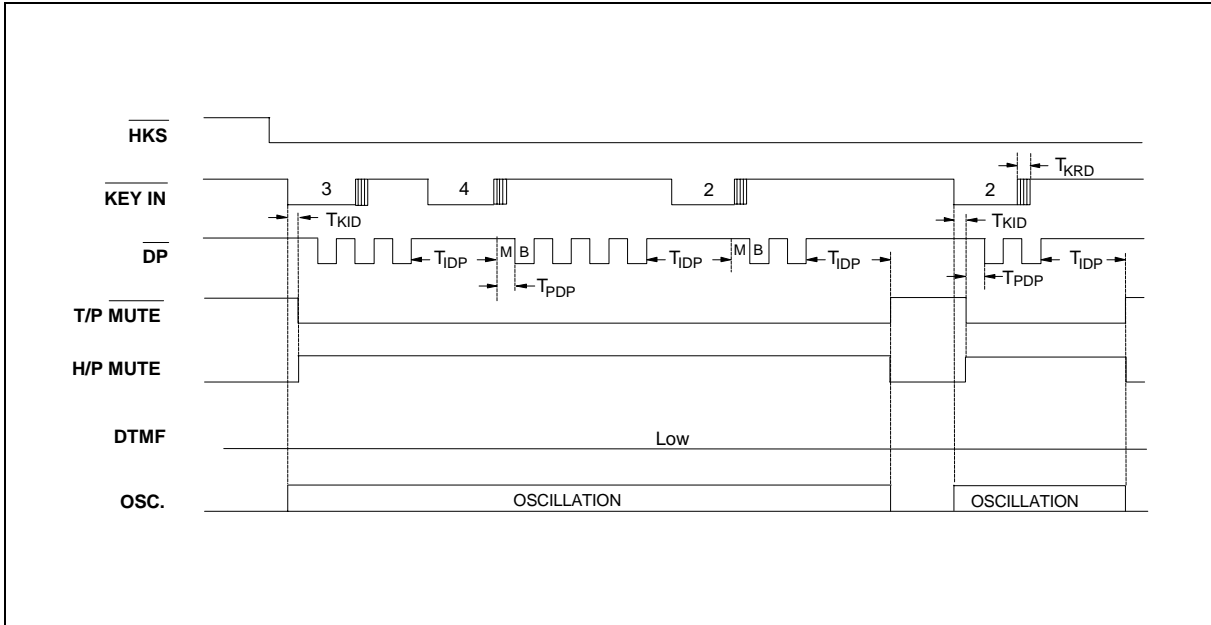 HKS
TKRD
KEY IN
3
4
2
2
TKID
TKID
DP
M B
M B
TIDP
TIDP
TIDP
TIDP
TPDP
TPDP
T/P MUTE
H/P MUTE
DTMF
Low
OSC.
OSCILLATION
OSCILLATION